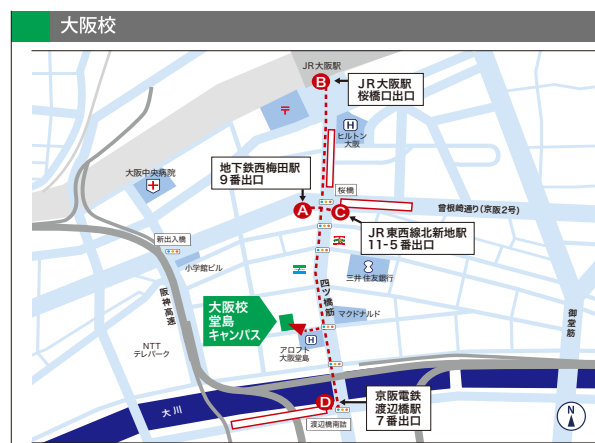 大阪校
JR大阪駅
B
JR大阪駅
桜橋口出口
〒
H
ヒルトン
大阪
大阪中央病院
地下鉄西梅田駅
9番出口
桜橋
A
C
曾根崎通り(京阪2号)
JR東西線北新地駅
11-5番出口
新出入橋
小学館ビル
三井住友銀行
阪神高速
四ツ橋筋
御堂筋
大阪校
堂島
キャンパス
マクドナルド
NTT
テレパーク
H
アロフト
大阪堂島
大川
D
京阪電鉄
渡辺橋駅
7番出口
渡辺橋南詰
N